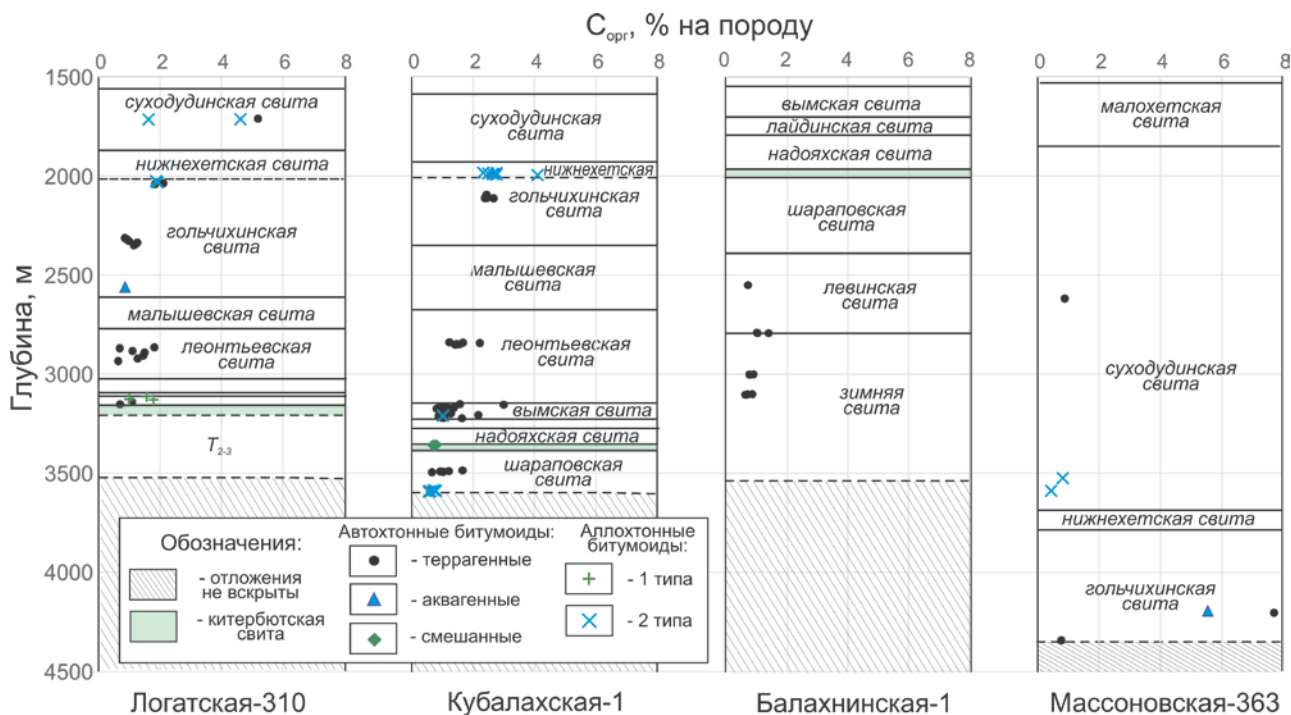 Cорг, % на породу
0 2 4 6 8
0 2 4 6 8
0 2 4 6 8
0 2 4 6 8
Глубина, м
1500
2000
2500
3000
3500
4000
4500
суходудинская
свита
нижнехетская свита
гольчихинская
свита
малышевская свита
леонтьевская
свита
T2-3
суходудинская
свита
нижнехетская
гольчихинская
свита
малышевская
свита
леонтьевская
свита
вымская свита
надояхская свита
шараповская
свита
вымская свита
лайдинская свита
надояхская свита
шараповская
свита
левинская
свита
зимняя
свита
малохетская
свита
суходудинская
свита
нижнехетская свита
гольчихинская
свита
Обозначения:
- отложения
не вскрыты
- китербютская
свита
Автохтонные битумоиды:
- террагенные
- аквагенные
- смешанные
Аллохтонные
битумоиды:
- 1 типа
- 2 типа
Логатская-310
Кубалахская-1
Балахнинская-1
Массоновская-363